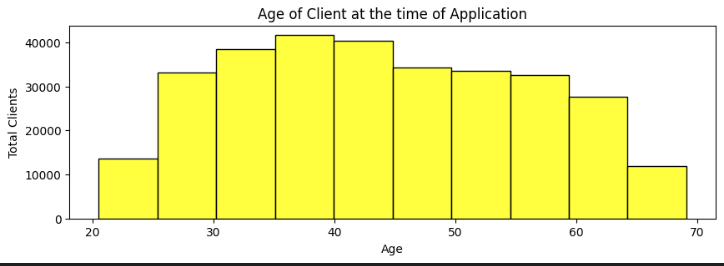 Age of Client at the time of Application
40000
30000
20000
10000
0
Total Clients
20 30 40 50 60 70
Age